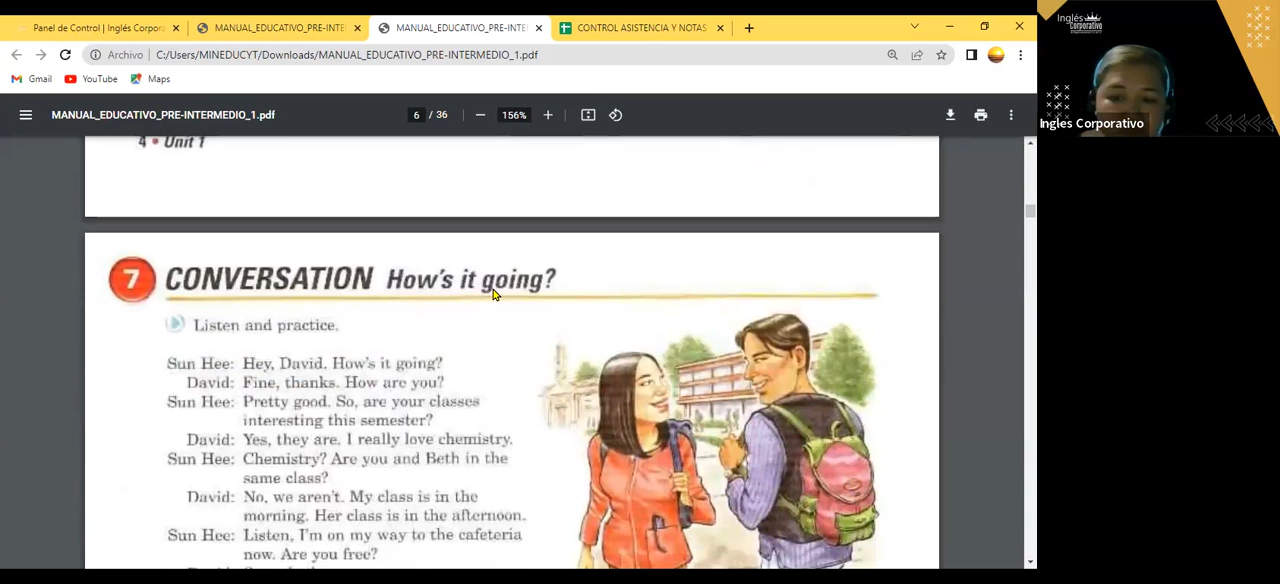 Panel de Control | Inglés Corpora
MANUAL_EDUCATIVO_PRE-INTERI
MANUAL_EDUCATIVO_PRE-INTERM
CONTROL ASISTENCIA Y NOTAS
Archivo
C:/Users/MINEDUCYT/Downloads/MANUAL_EDUCATIVO_PRE-INTERMEDIO_1.pdf
Gmail
YouTube
Maps
MANUAL_EDUCATIVO_PRE-INTERMEDIO_1.pdf
6 / 36
156%
4 • Unit 1
7 CONVERSATION How's it going?
Listen and practice.
Sun Hee: Hey, David. How's it going?
David: Fine, thanks. How are you?
Sun Hee: Pretty good. So, are your classes
interesting this semester?
David: Yes, they are. I really love chemistry.
Sun Hee: Chemistry? Are you and Beth in the
same class?
David: No, we aren't. My class is in the
morning. Her class is in the afternoon.
Sun Hee: Listen, I'm on my way to the cafeteria
now. Are you free?
Inglés
Corporativo
Ingles Corporativo